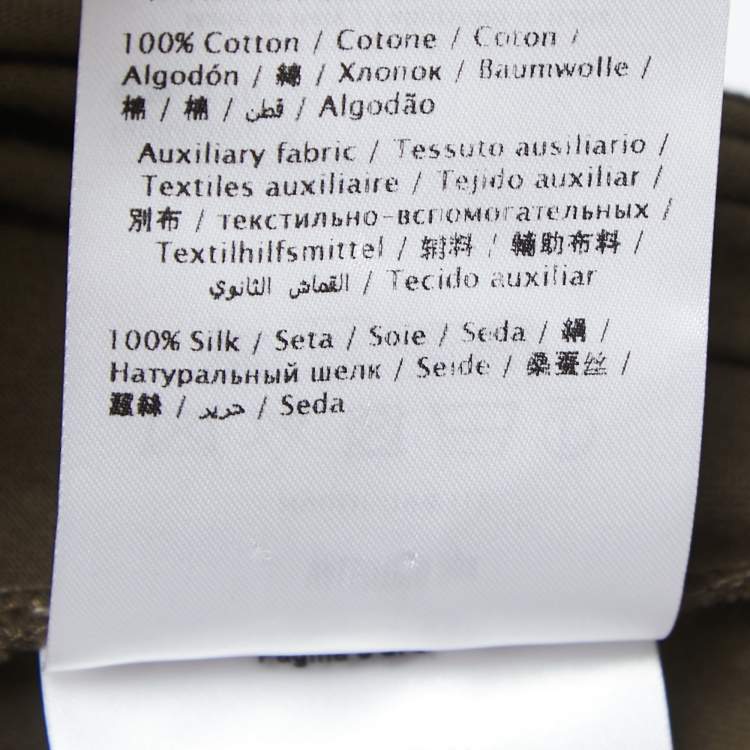 100% Cotton / Cotone / Coton /
Algodón / 綿 / Хлопок / Baumwolle /
棉 / 棉 / قطن / Algodão
Auxiliary fabric / Tessuto ausiliario /
Textiles auxiliaire / Tejido auxiliar /
別布 / текстильно-вспомогательных /
Textilhilfsmittel / 辅料 / 輔助布料 /
القماش الثانوي / Tecido auxiliar
100% Silk / Seta / Soie / Seda / 絹 /
Натуральный шелк / Seide / 桑蚕丝 /
蠶絲 / حرير / Seda